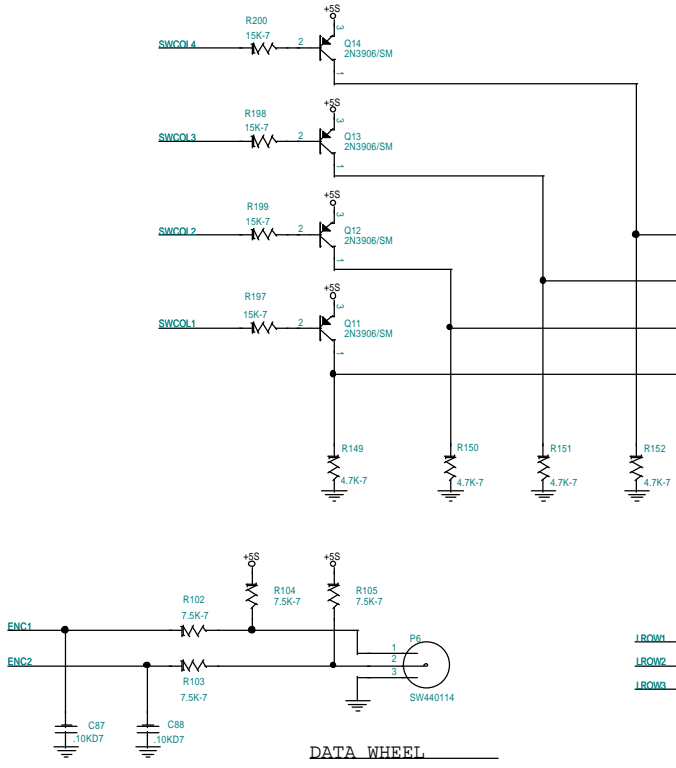 +5S
R200
15K-7
SWCOL4
2
3
1
Q14
2N3906/SM
+5S
R198
15K-7
SWCOL3
2
3
1
Q13
2N3906/SM
+5S
R199
15K-7
SWCOL2
2
3
1
Q12
2N3906/SM
+5S
R197
15K-7
SWCOL1
2
3
1
Q11
2N3906/SM
R149
4.7K-7
R150
4.7K-7
R151
4.7K-7
R152
4.7K-7
+5S
+5S
R102
7.5K-7
R104
7.5K-7
R105
7.5K-7
ENC1
ENC2
R103
7.5K-7
P6
1
2
3
SW440114
C87
.10KD7
C88
.10KD7
DATA WHEEL
LROW1
LROW2
LROW3